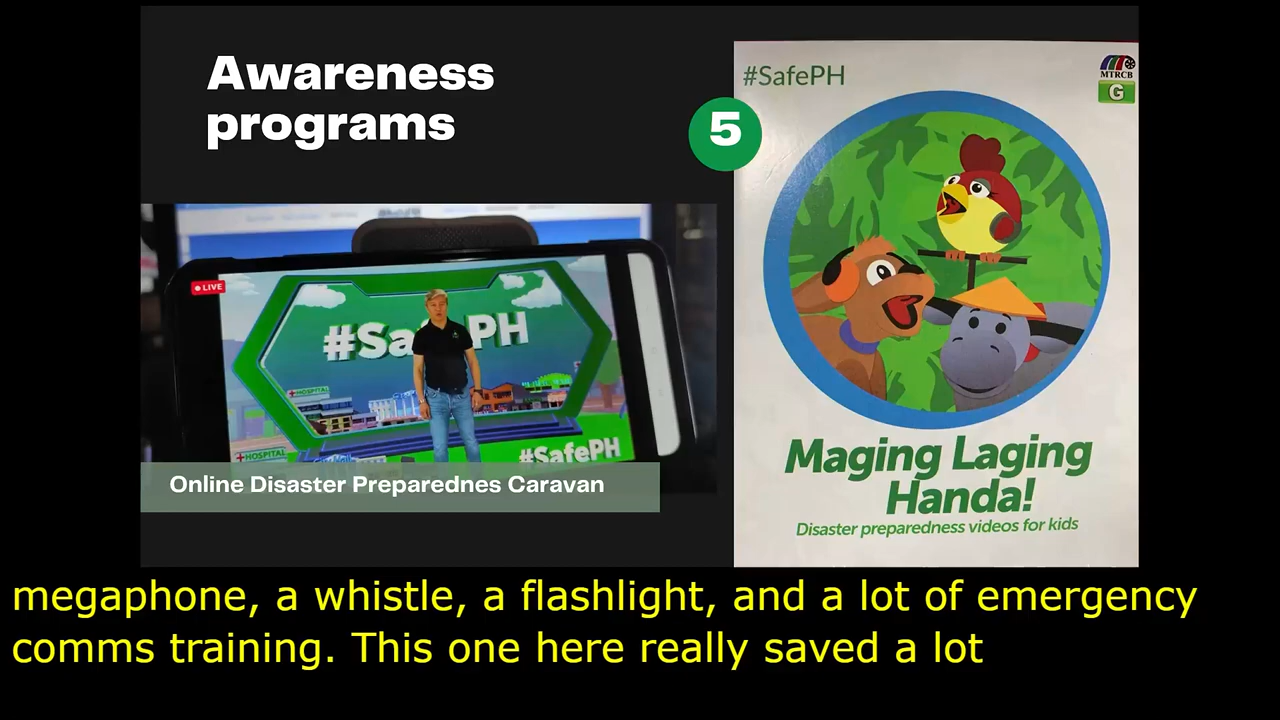 Awareness
programs
5
#SafePH
MTRCB
G
LIVE
PH
HOSPITAL
HOSPITAL
#SafePH
Online Disaster Preparednes Caravan
Maging Laging
Handa!
Disaster preparedness videos for kids
megaphone, a whistle, a flashlight, and a lot of emergency
comms training. This one here really saved a lot